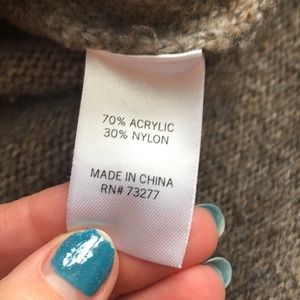 70% ACRYLIC
30% NYLON
MADE IN CHINA
RN# 73277